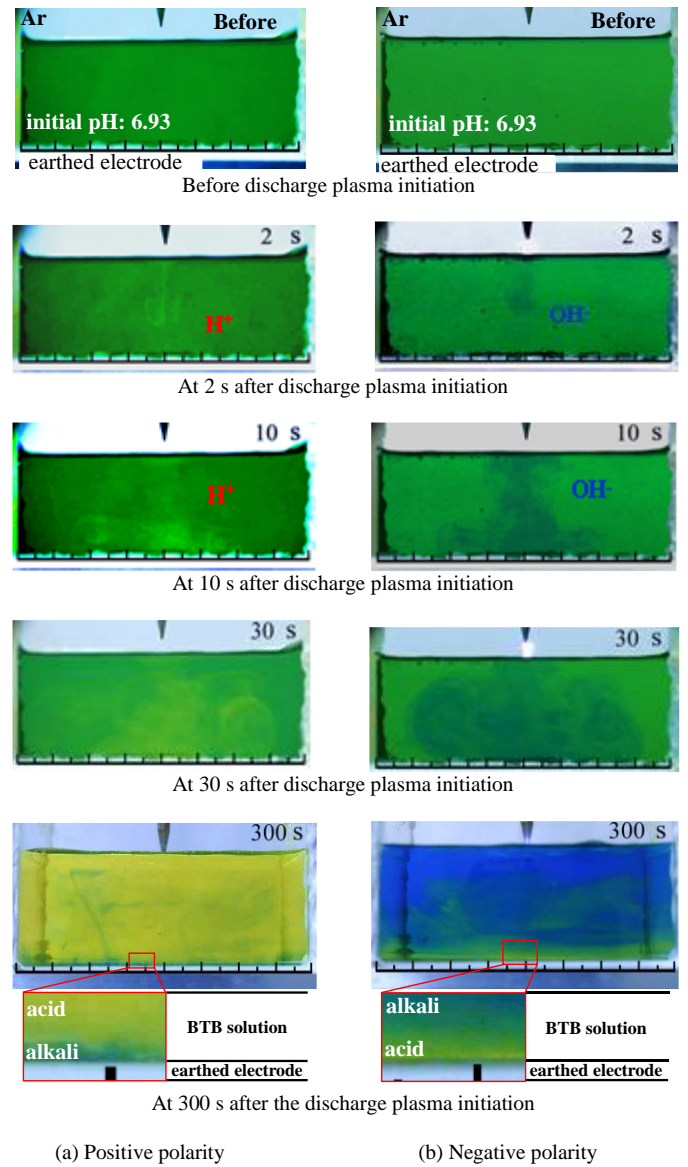 Ar Before
Before
initial pH: 6.93
initial pH: 6.93
earthed electrode
earthed electrode
Before discharge plasma initiation
2 s
2 s
H⁺
OH-
At 2 s after discharge plasma initiation
10 s
10 s
H⁺
OH-
At 10 s after discharge plasma initiation
30 s
30 s
At 30 s after discharge plasma initiation
300 s
300 s
acid
alkali
BTB solution
earthed electrode
alkali
acid
BTB solution
earthed electrode
At 300 s after the discharge plasma initiation
(a) Positive polarity
(b) Negative polarity